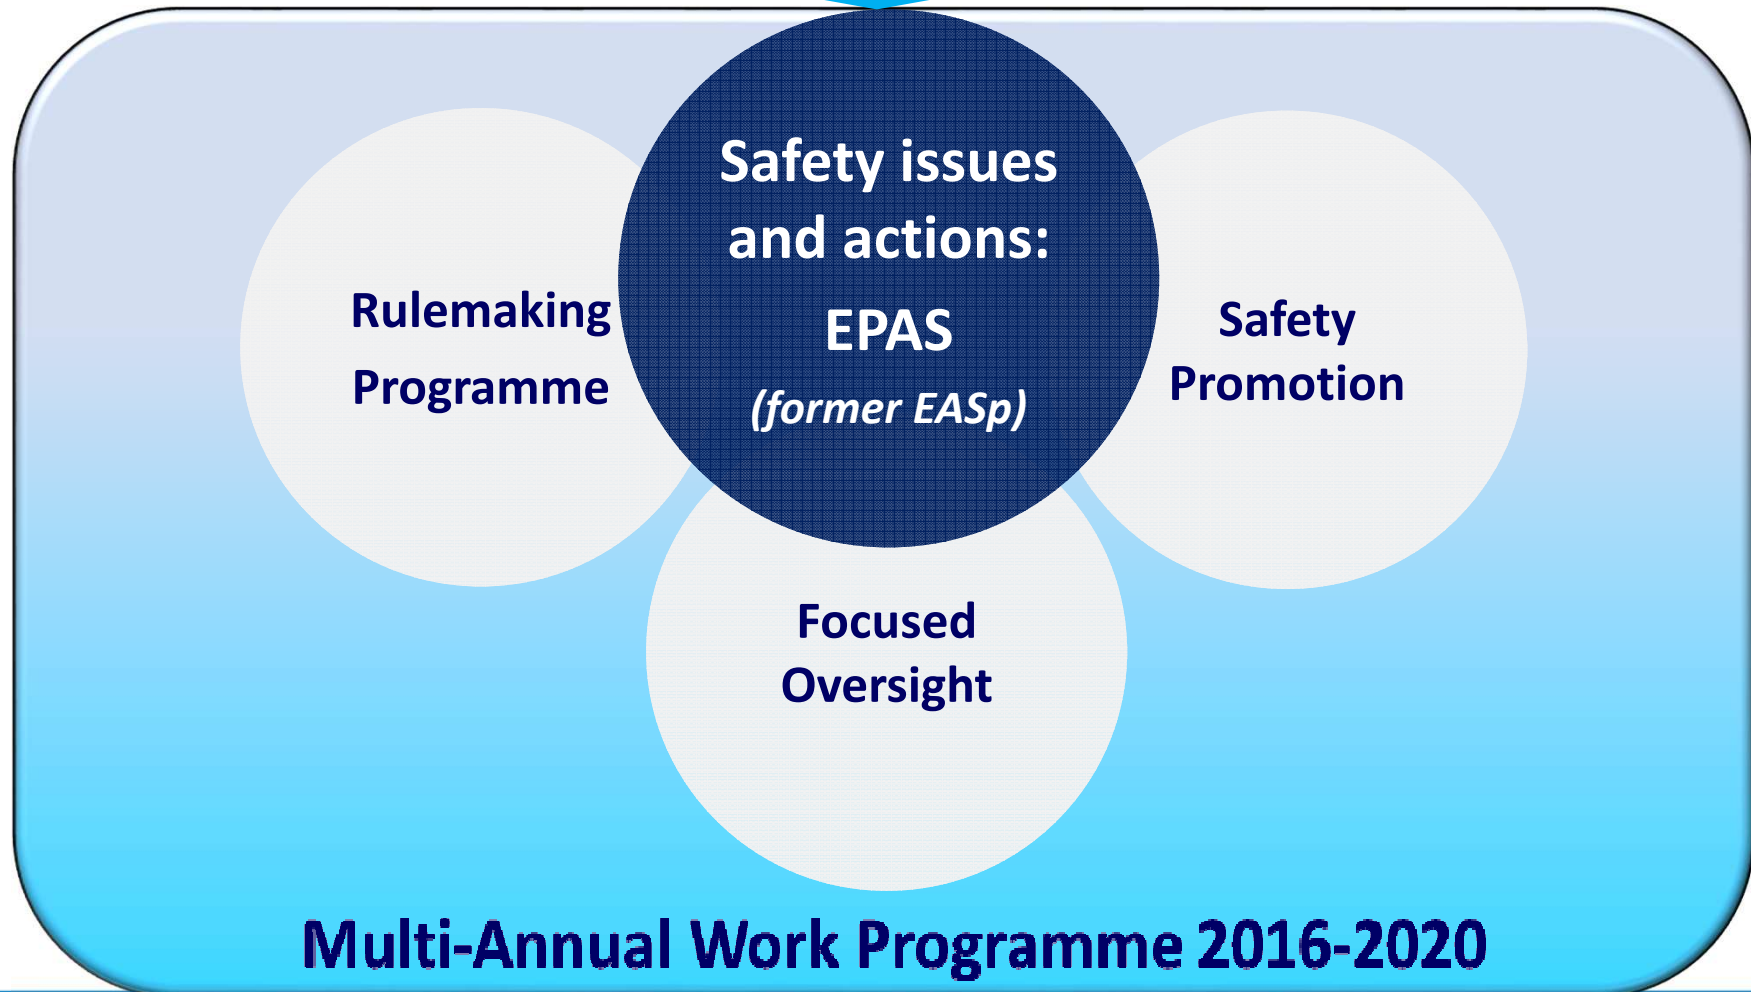 Safety issues
and actions:
EPAS
(former EASp)
Rulemaking
Programme
Safety
Promotion
Focused
Oversight
Multi-Annual Work Programme 2016-2020